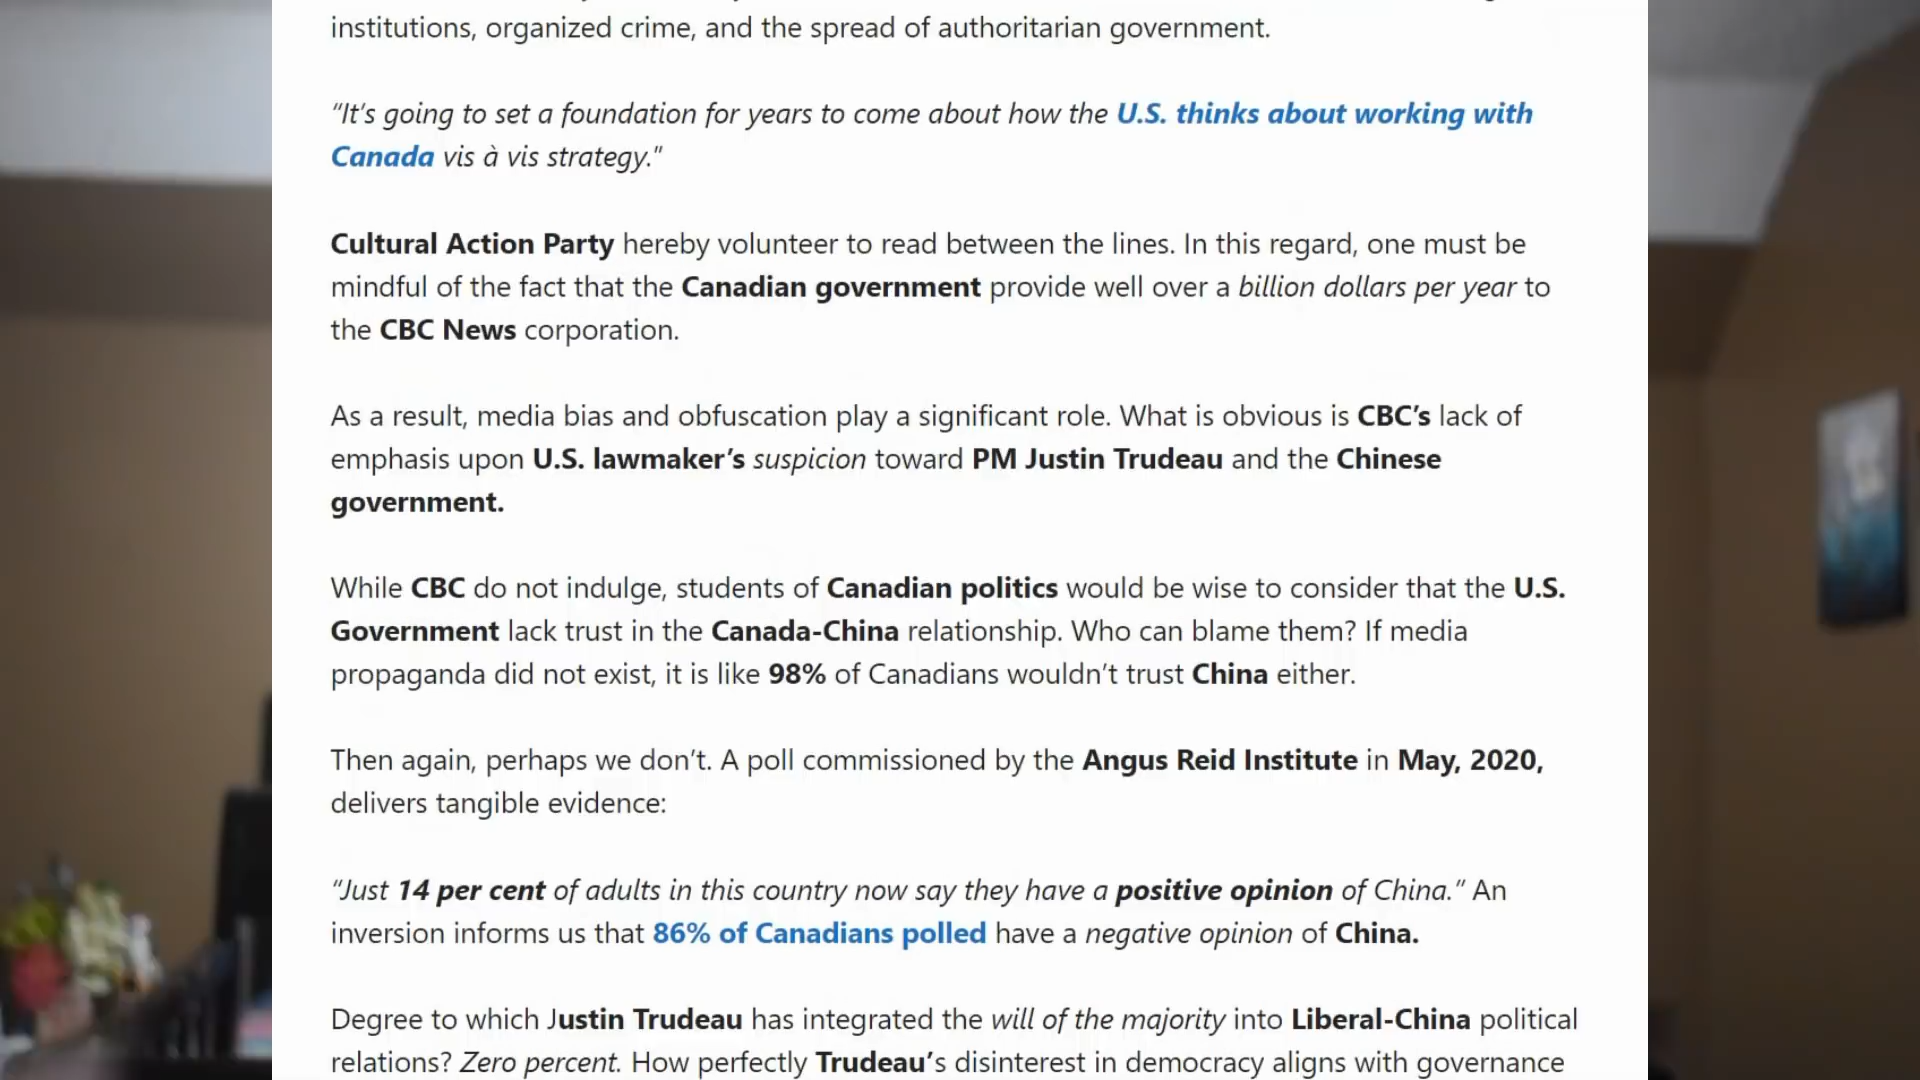 institutions, organized crime, and the spread of authoritarian government.
“It’s going to set a foundation for years to come about how the U.S. thinks about working with
Canada vis à vis strategy.”
Cultural Action Party hereby volunteer to read between the lines. In this regard, one must be
mindful of the fact that the Canadian government provide well over a billion dollars per year to
the CBC News corporation.
As a result, media bias and obfuscation play a significant role. What is obvious is CBC’s lack of
emphasis upon U.S. lawmaker’s suspicion toward PM Justin Trudeau and the Chinese
government.
While CBC do not indulge, students of Canadian politics would be wise to consider that the U.S.
Government lack trust in the Canada-China relationship. Who can blame them? If media
propaganda did not exist, it is like 98% of Canadians wouldn’t trust China either.
Then again, perhaps we don’t. A poll commissioned by the Angus Reid Institute in May, 2020,
delivers tangible evidence:
“Just 14 per cent of adults in this country now say they have a positive opinion of China.” An
inversion informs us that 86% of Canadians polled have a negative opinion of China.
Degree to which Justin Trudeau has integrated the will of the majority into Liberal-China political
relations? Zero percent. How perfectly Trudeau’s disinterest in democracy aligns with governance